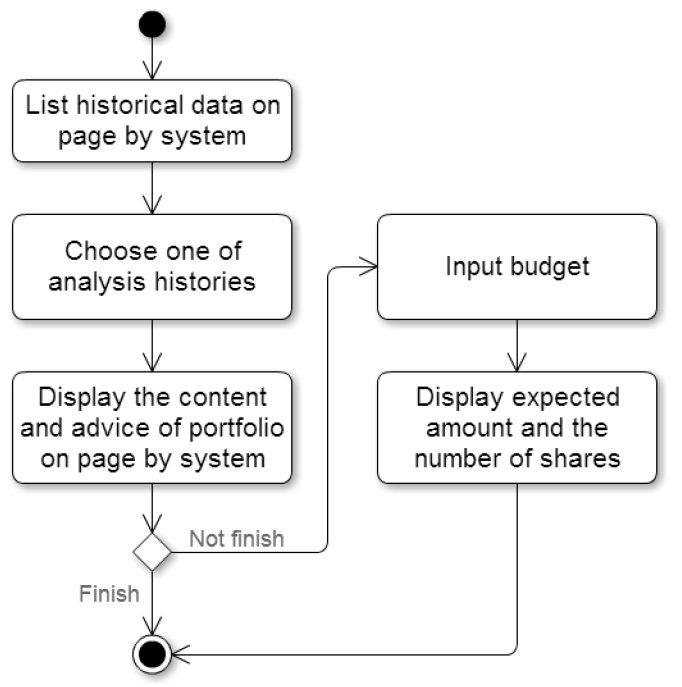 List historical data on
page by system
Choose one of
analysis histories
Input budget
Display the content
and advice of portfolio
on page by system
Display expected
amount and the
number of shares
Not finish
Finish